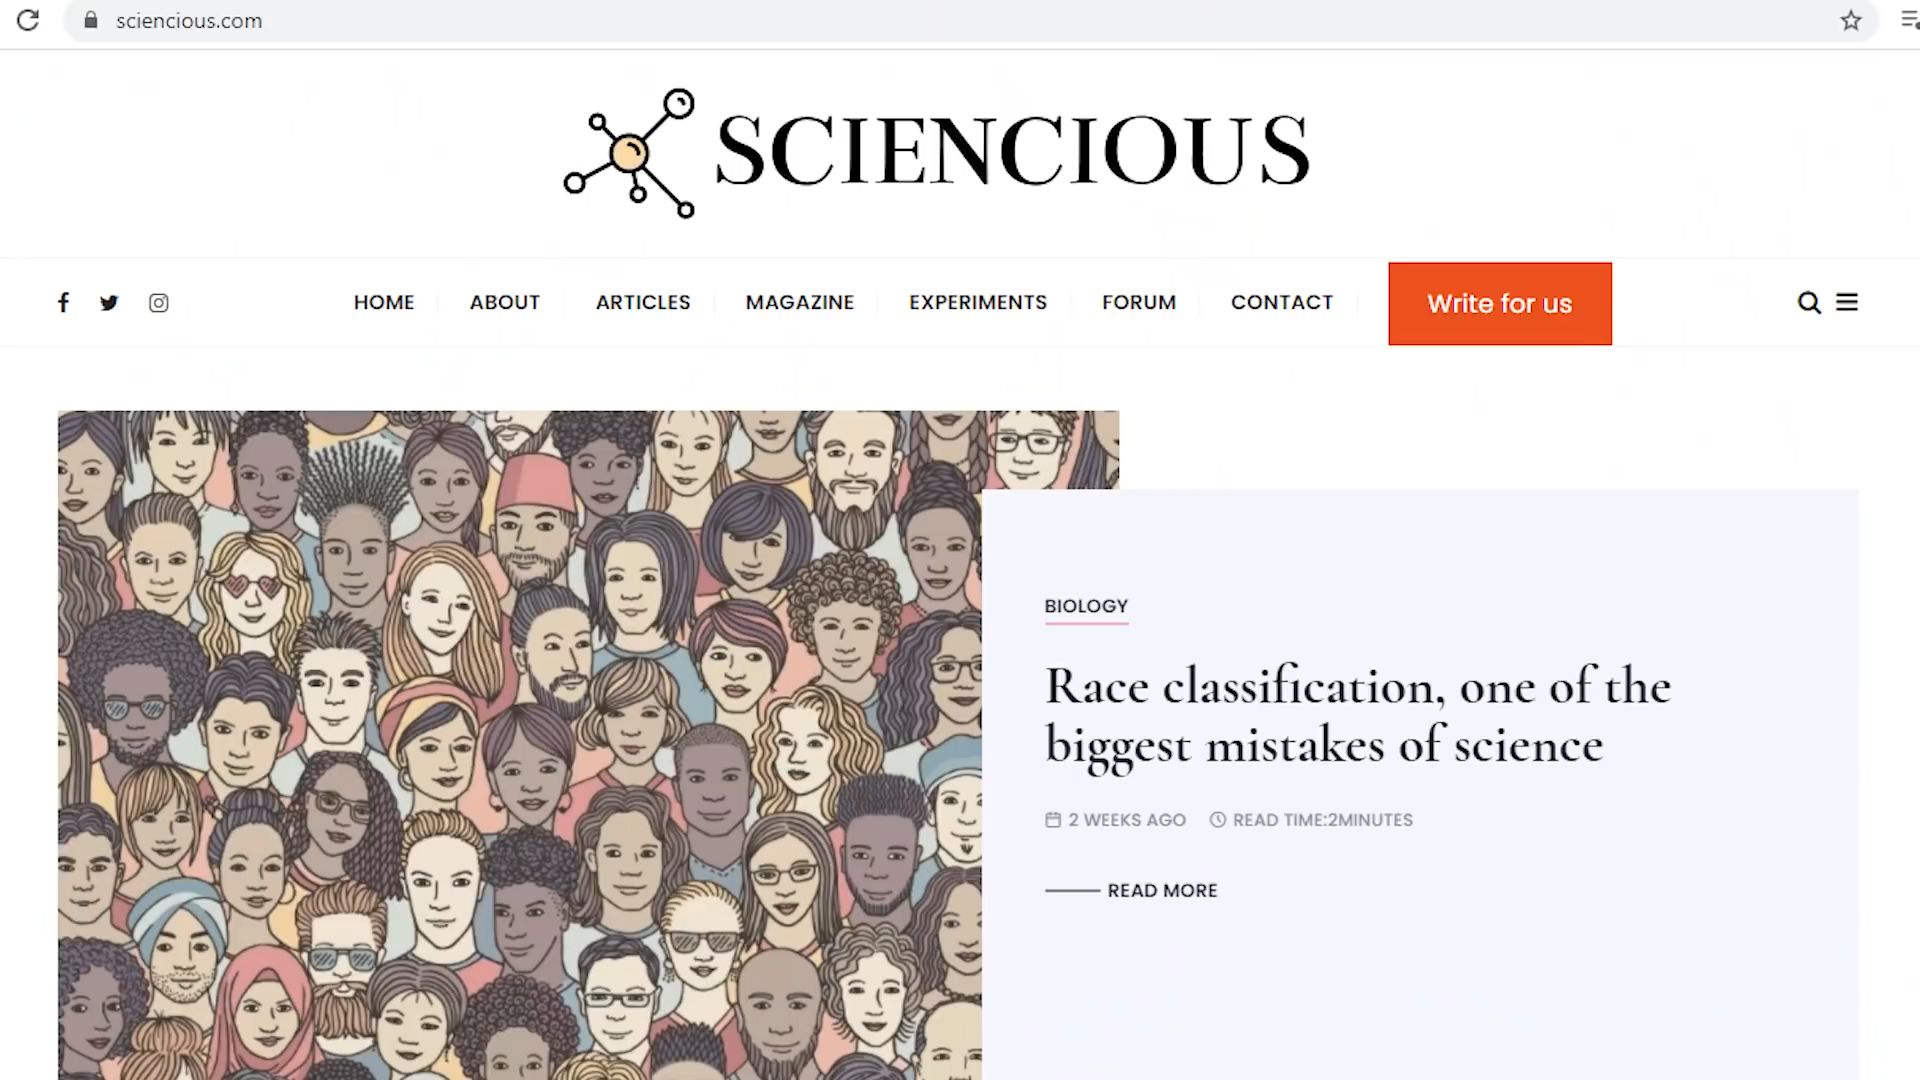 sciencious.com
SCIENCIOUS
HOME ABOUT ARTICLES MAGAZINE EXPERIMENTS FORUM CONTACT Write for us
BIOLOGY
Race classification, one of the
biggest mistakes of science
2 WEEKS AGO READ TIME:2MINUTES
READ MORE